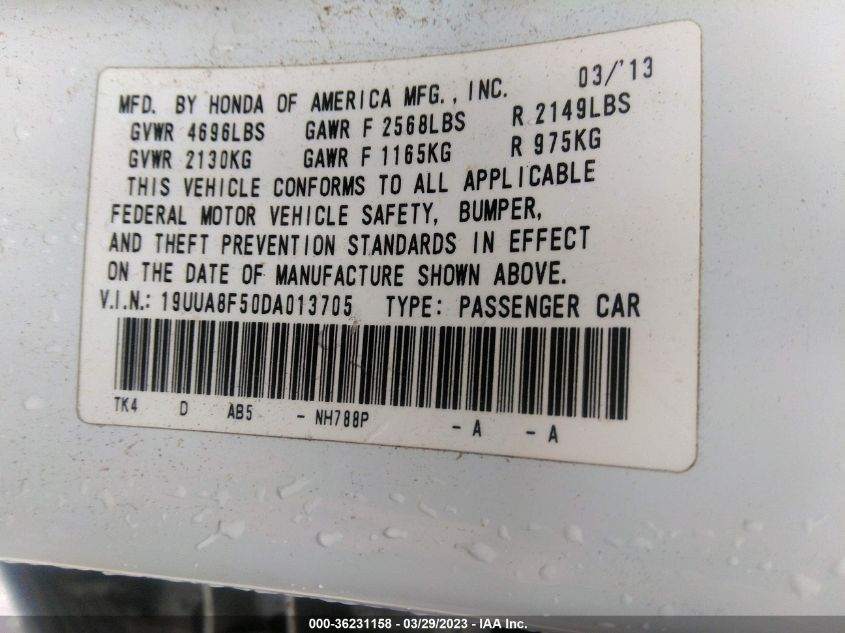 MFD. BY HONDA OF AMERICA MFG., INC. 03/'13
GVWR 4696LBS GAWR F 2568LBS R 2149LBS
GVWR 2130KG GAWR F 1165KG R 975KG
THIS VEHICLE CONFORMS TO ALL APPLICABLE
FEDERAL MOTOR VEHICLE SAFETY, BUMPER,
AND THEFT PREVENTION STANDARDS IN EFFECT
ON THE DATE OF MANUFACTURE SHOWN ABOVE.
V.I.N.: 19UUA8F50DA013705 TYPE: PASSENGER CAR
TK4 D AB5 - NH788P - A - A
000-36231158 - 03/29/2023 - IAA Inc.